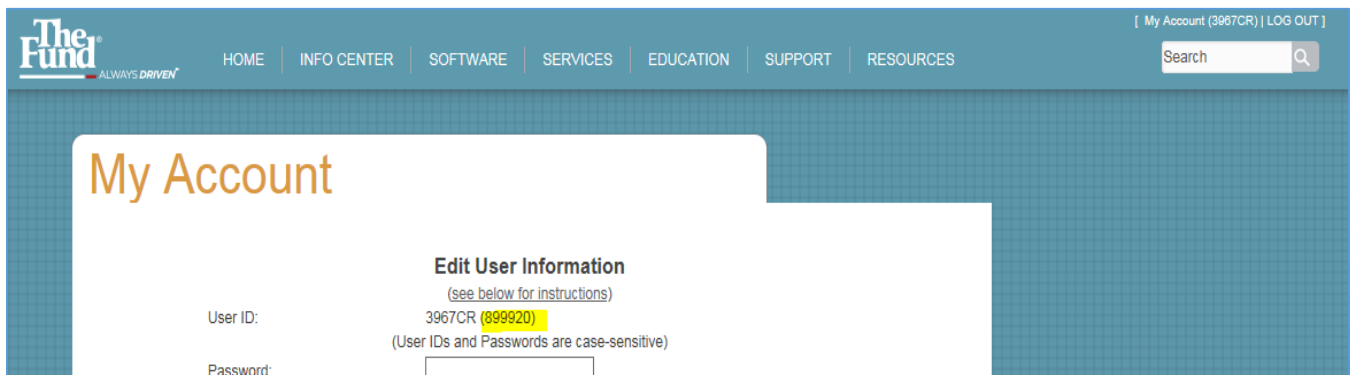 [ My Account (3967CR) | LOG OUT ]
The Fund®
ALWAYS DRIVEN
HOME INFO CENTER SOFTWARE SERVICES EDUCATION SUPPORT RESOURCES
Search
My Account
Edit User Information
(see below for instructions)
User ID: 3967CR (899920)
(User IDs and Passwords are case-sensitive)
Password: